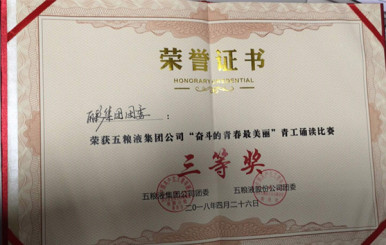 荣誉证书
HONORARY CREDENTIAL
集团团委：
荣获五粮液集团公司“奋斗的青春最美丽”青工诵读比赛
三等奖
五粮液集团公司团委 五粮液股份公司团委
二〇一八年四月二十六日